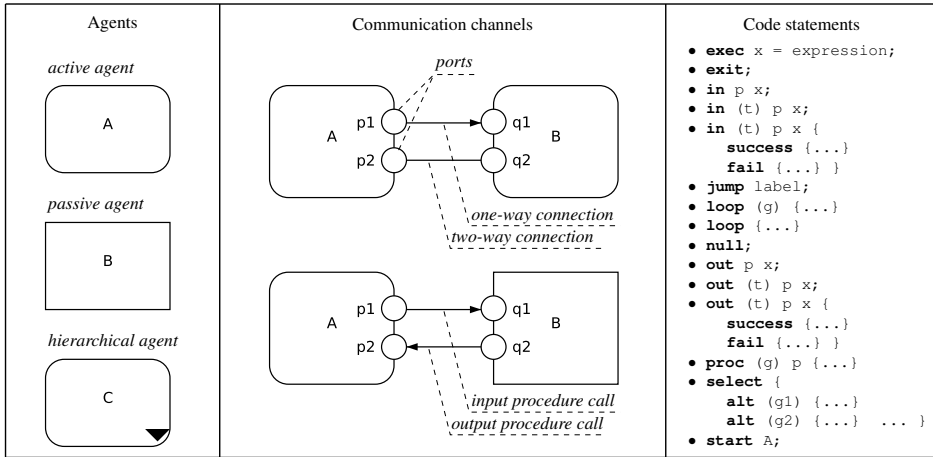 Agents
active agent
A
passive agent
B
hierarchical agent
C
Communication channels
ports
A
p1
p2
q1
q2
B
one-way connection
two-way connection
A
p1
p2
q1
q2
B
input procedure call
output procedure call
Code statements
• exec x = expression;
• exit;
• in p x;
• in (t) p x;
• in (t) p x {
success {...}
fail {...} }
• jump label;
• loop (g) {...}
• loop {...}
• null;
• out p x;
• out (t) p x;
• out (t) p x {
success {...}
fail {...} }
• proc (g) p {...}
• select {
alt (g1) {...}
alt (g2) {...} ... }
• start A;